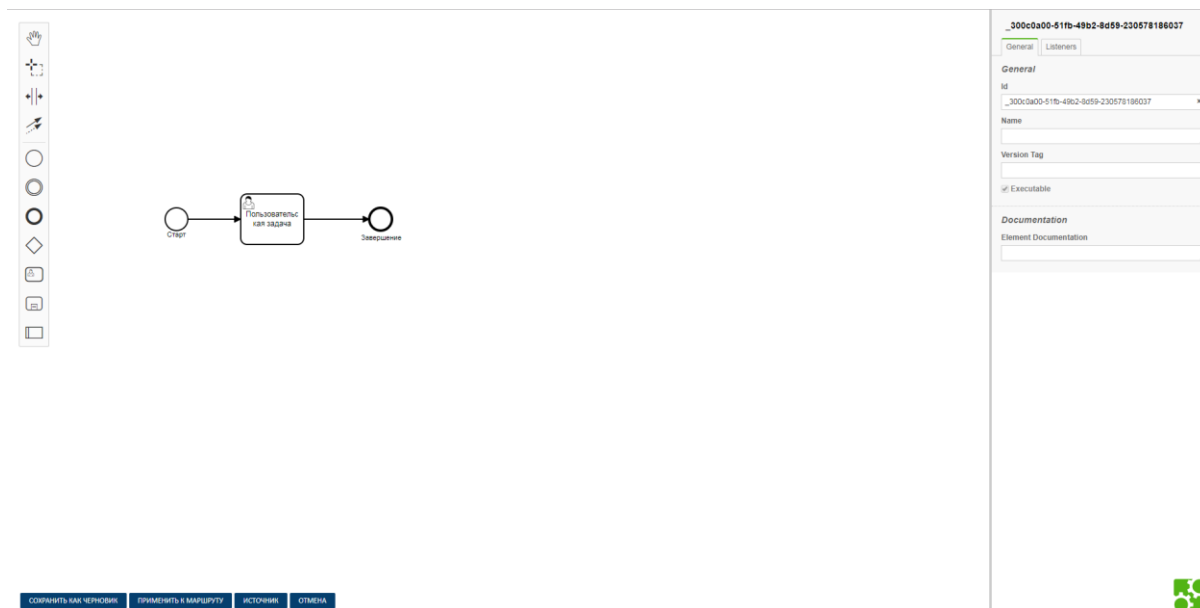 _300c0a00-51fb-49b2-8d59-230578186037
General
Listeners
General
Id
_300c0a00-51fb-49b2-8d59-230578186037
Name
Version Tag
Executable
Documentation
Element Documentation
Старт
Пользовательс
кая задача
Завершение
СОХРАНИТЬ КАК ЧЕРНОВИК
ПРИМЕНИТЬ К МАРШРУТУ
ИСТОЧНИК
ОТМЕНА